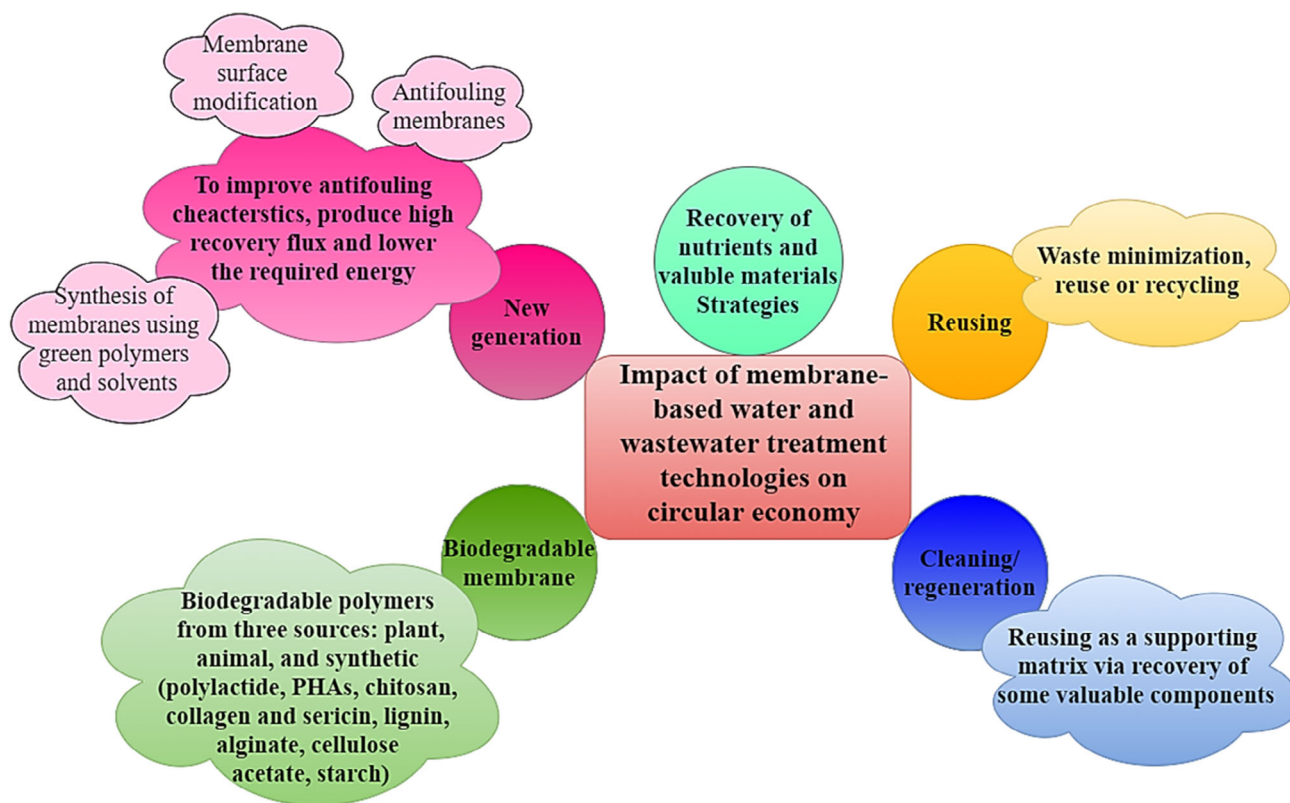 Membrane
surface
modification
Antifouling
membranes
To improve antifouling
cheacterstics, produce high
recovery flux and lower
the required energy
Synthesis of
membranes using
green polymers
and solvents
New
generation
Recovery of
nutrients and
valuble materials
Strategies
Reusing
Waste minimization,
reuse or recycling
Impact of membrane-
based water and
wastewater treatment
technologies on
circular economy
Biodegradable
membrane
Biodegradable polymers
from three sources: plant,
animal, and synthetic
(polylactide, PHAs, chitosan,
collagen and sericin, lignin,
alginate, cellulose
acetate, starch)
Cleaning/
regeneration
Reusing as a supporting
matrix via recovery of
some valuable components